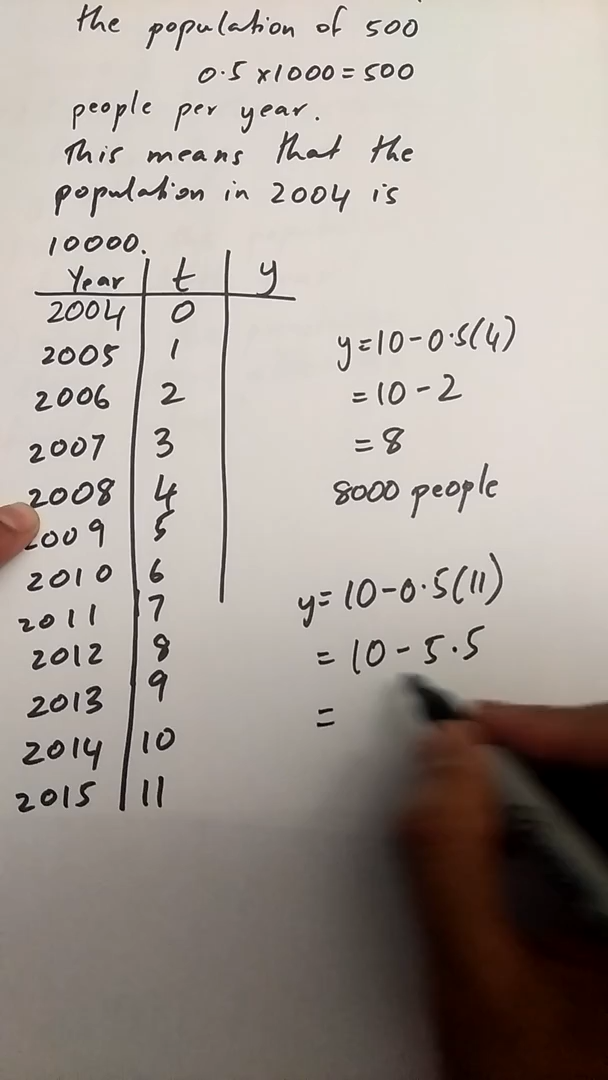 the population of 500
0.5 x1000 = 500
people per year.
This means that the
population in 2004 is
10000.
Year t y
2004 0
2005 1
2006 2
2007 3
2008 4
2009 5
2010 6
2011 7
2012 8
2013 9
2014 10
2015 11
y=10-0.5(4)
=10-2
=8
8000 people
y=10-0.5(11)
=10-5.5
=